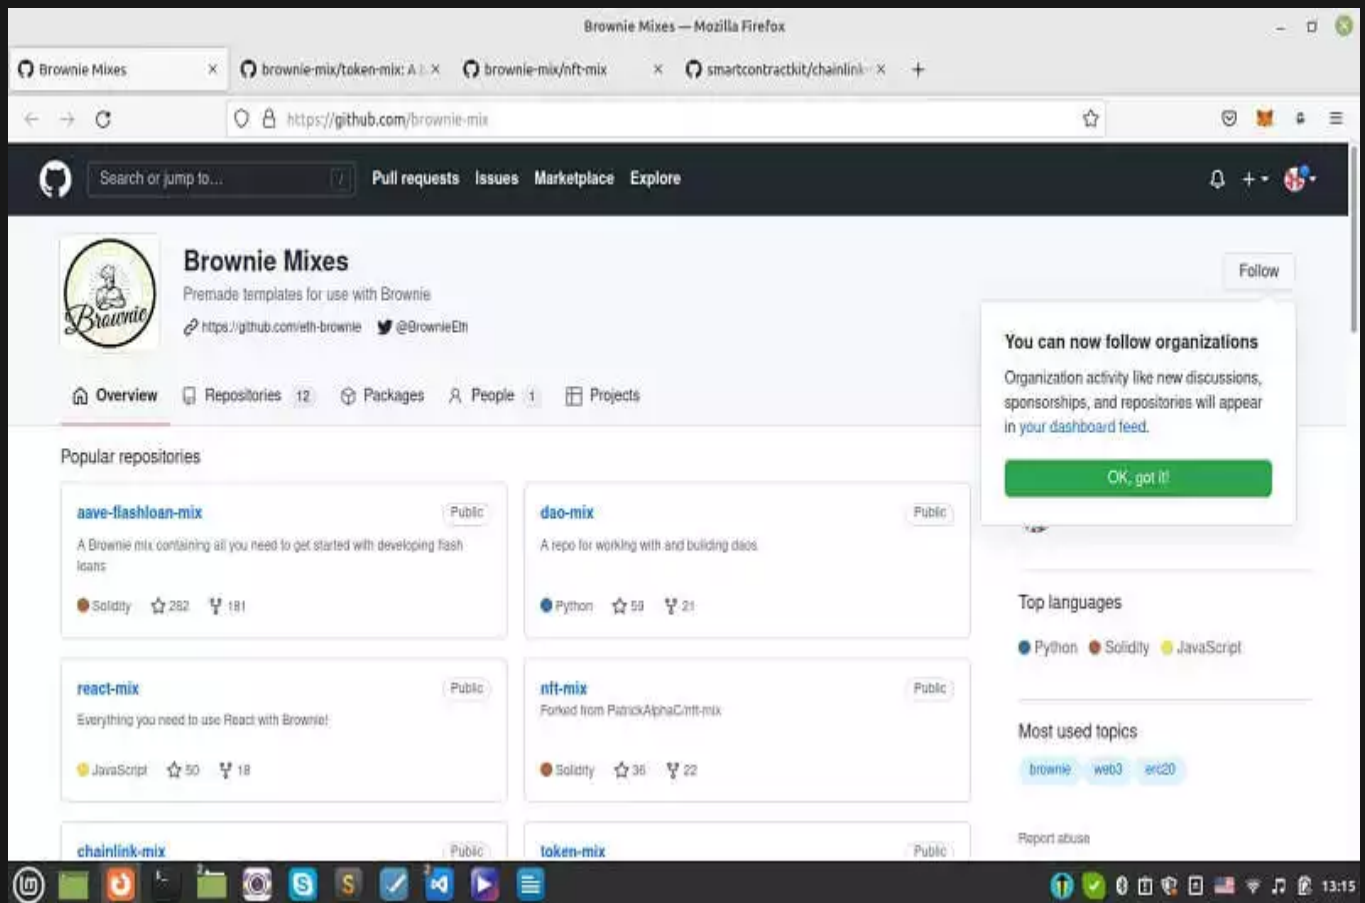 Brownie Mixes — Mozilla Firefox
Brownie Mixes
brownie-mix/token-mix: A
brownie-mix/nft-mix
smartcontractkit/chainlink
https://github.com/brownie-mix
Search or jump to... /
Pull requests Issues Marketplace Explore
Brownie
Brownie Mixes
Follow
Premade templates for use with Brownie
https://github.com/eth-brownie @BrownieEth
You can now follow organizations
Organization activity like new discussions,
sponsorships, and repositories will appear
in your dashboard feed.
OK, got it!
Overview Repositories 12 Packages People 1 Projects
Popular repositories
aave-flashloan-mix Public
A Brownie mix containing all you need to get started with developing flash
loans
Solidity 282 181
dao-mix Public
A repo for working with and building daos
Python 59 21
react-mix Public
Everything you need to use React with Brownie!
JavaScript 50 18
nft-mix Public
Forked from PatrickAlphaC/nft-mix
Solidity 36 22
chainlink-mix Public
token-mix Public
Top languages
Python Solidity JavaScript
Most used topics
brownie web3 erc20
Report abuse
13:15